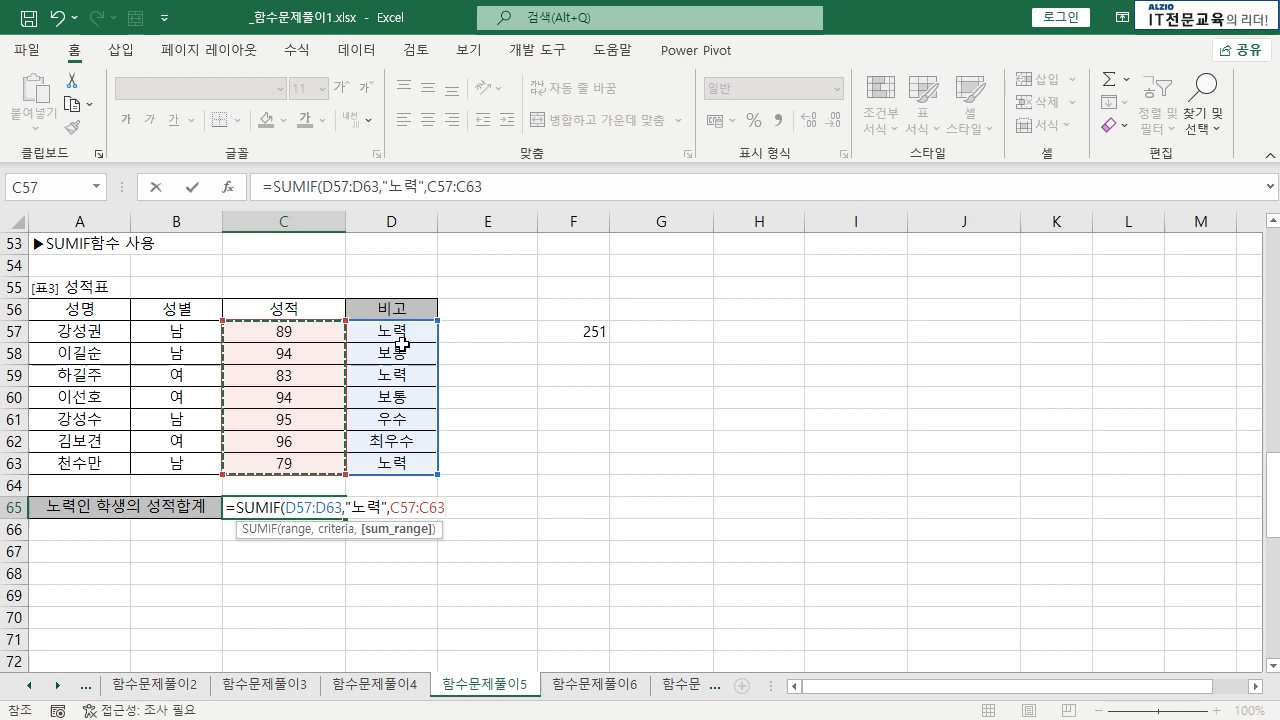 _함수문제풀이1.xlsx - Excel
검색(Alt+Q)
로그인
ALZIO
IT전문교육의 리더!
파일 홈 삽입 페이지 레이아웃 수식 데이터 검토 보기 개발 도구 도움말 Power Pivot 공유
붙여넣기
클립보드
11
가 가 가 가 가
내천
글꼴
자동 줄 바꿈
병합하고 가운데 맞춤
맞춤
일반
%
표시 형식
조건부 서식
표 서식
셀 스타일
스타일
삽입
삭제
서식
셀
정렬 및 필터
찾기 및 선택
편집
C57 fx =SUMIF(D57:D63,"노력",C57:C63
A B C D E F G H I J K L M
53 ▶SUMIF함수 사용
54
55 [표3] 성적표
56 성명 성별 성적 비고
57 강성권 남 89 노력 251
58 이길순 남 94 보통
59 하길주 여 83 노력
60 이선호 여 94 보통
61 강성수 남 95 우수
62 김보견 여 96 최우수
63 천수만 남 79 노력
64
65 노력인 학생의 성적합계 =SUMIF(D57:D63,"노력",C57:C63
66 SUMIF(range, criteria, [sum_range])
67
68
69
70
71
72
... 함수문제풀이2 함수문제풀이3 함수문제풀이4 함수문제풀이5 함수문제풀이6 함수문 ...
참조 접근성: 조사 필요 100%